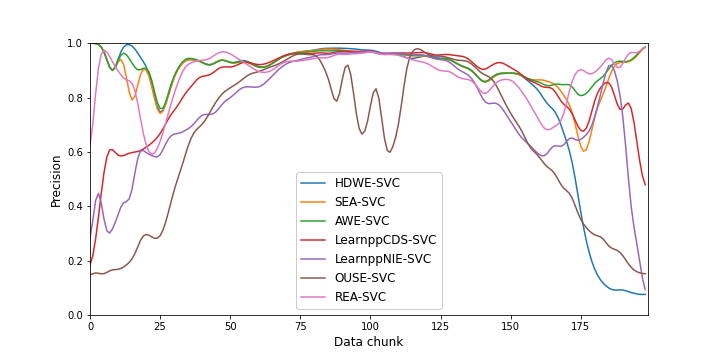 1.0
0.8
0.6
0.4
0.2
0.0
Precision
HDWE-SVC
SEA-SVC
AWE-SVC
LearnppCDS-SVC
LearnppNIE-SVC
OUSE-SVC
REA-SVC
0 25 50 75 100 125 150 175
Data chunk